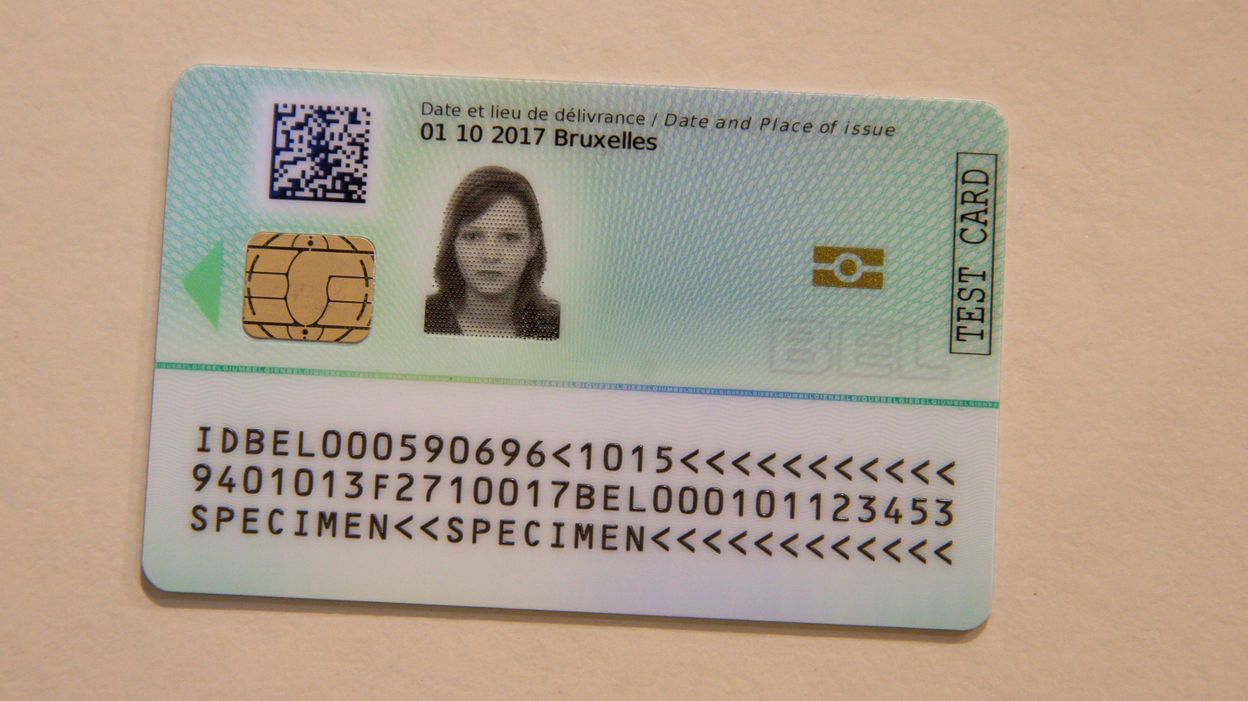 Date et lieu de délivrance / Date and Place of issue
01 10 2017 Bruxelles
TEST CARD
BEL
IDBEL000590696<1015<<<<<<<<<<<
9401013F2710017BEL000101123453
SPECIMEN<<SPECIMEN<<<<<<<<<<<<